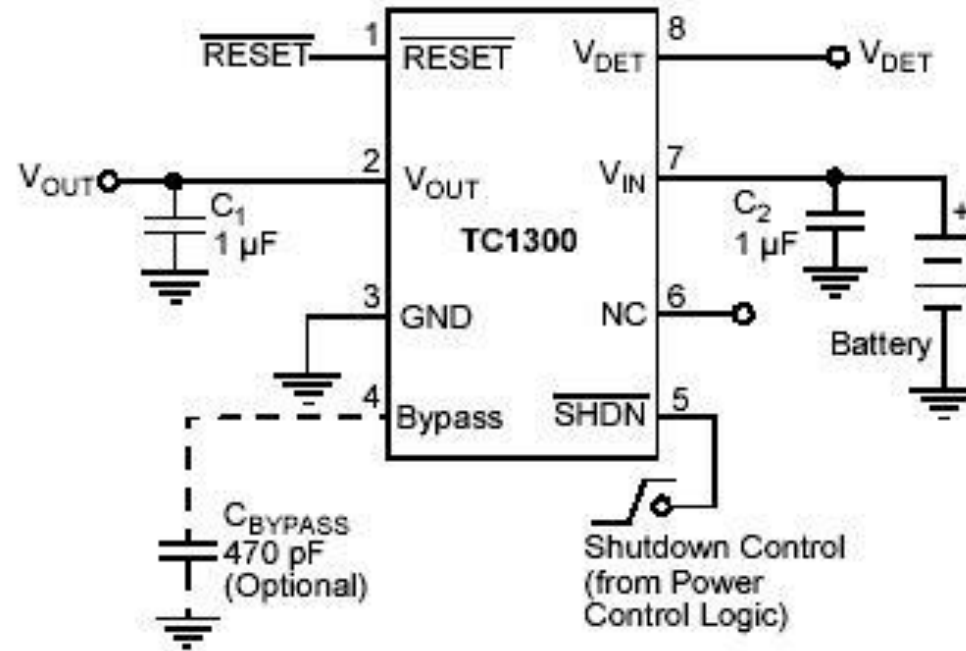 RESET
1
RESET
VDET
8
VDET
VOUT
2
VOUT
C1
1 µF
TC1300
VIN
7
C2
1 µF
+
Battery
3
GND
NC
6
4
Bypass
SHDN
5
CBYPASS
470 pF
(Optional)
Shutdown Control
(from Power
Control Logic)